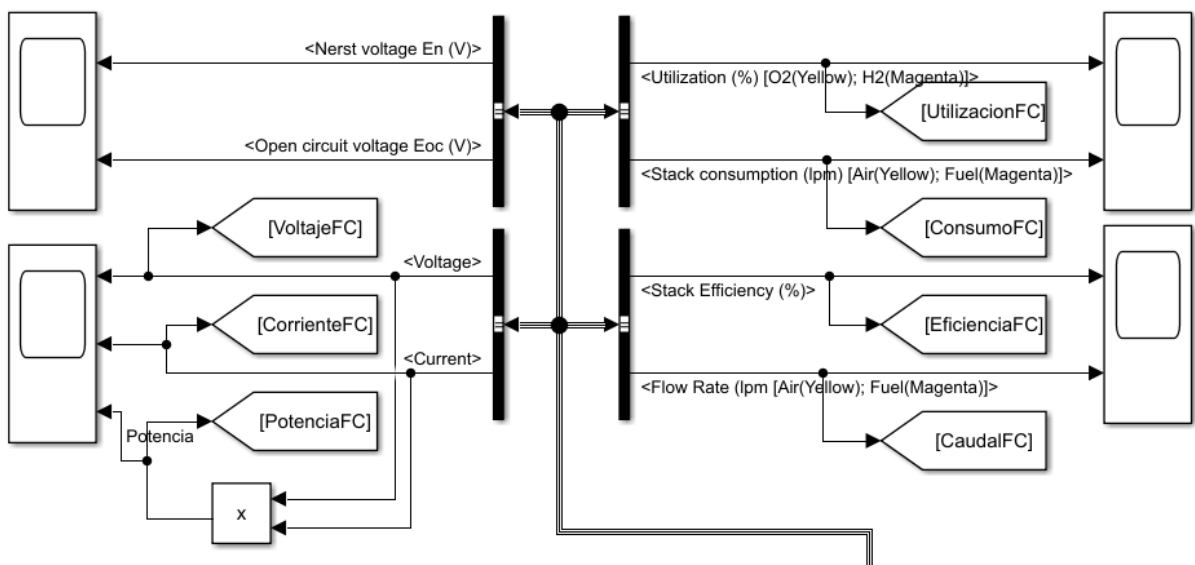 <Nerst voltage En (V)>
<Open circuit voltage Eoc (V)>
[VoltajeFC]
<Voltage>
[CorrienteFC]
<Current>
[PotenciaFC]
Potencia
x
<Utilization (%) [O2(Yellow); H2(Magenta)]>
[UtilizacionFC]
<Stack consumption (lpm) [Air(Yellow); Fuel(Magenta)]>
[ConsumoFC]
<Stack Efficiency (%)>
[EficienciaFC]
<Flow Rate (lpm [Air(Yellow); Fuel(Magenta)]>
[CaudalFC]